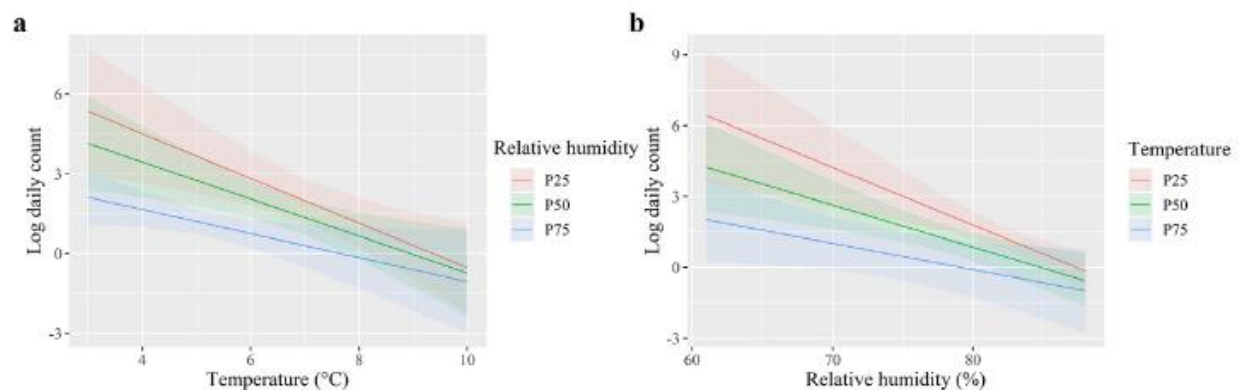 a
6
3
0
-3
Log daily count
4
6
8
10
Temperature (°C)
Relative humidity
P25
P50
P75
b
9
6
3
0
-3
Log daily count
60
70
80
Relative humidity (%)
Temperature
P25
P50
P75